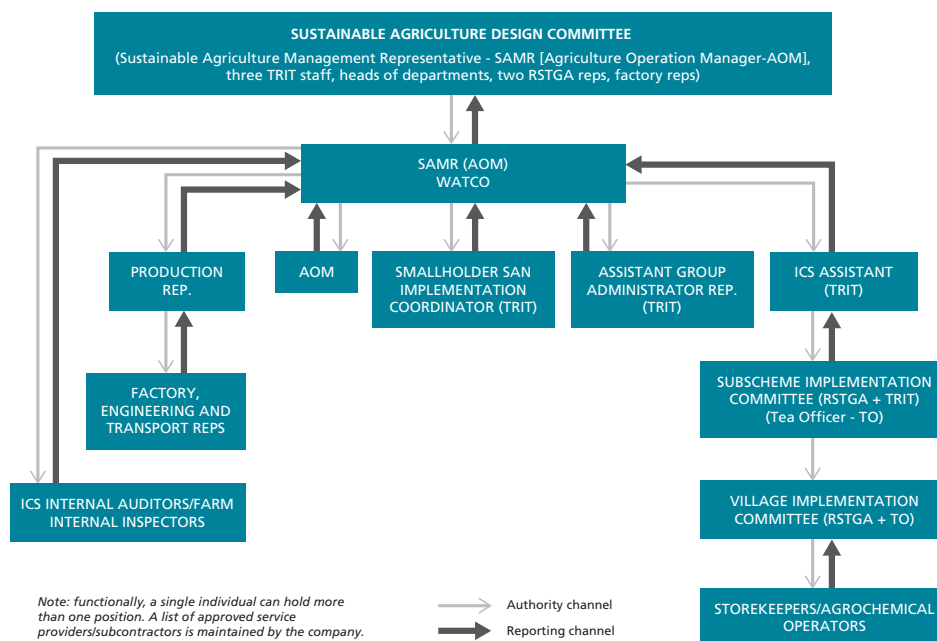 SUSTAINABLE AGRICULTURE DESIGN COMMITTEE
(Sustainable Agriculture Management Representative - SAMR [Agriculture Operation Manager-AOM],
three TRIT staff, heads of departments, two RSTGA reps, factory reps)
SAMR (AOM)
WATCO
PRODUCTION
REP.
AOM
SMALLHOLDER SAN
IMPLEMENTATION
COORDINATOR (TRIT)
ASSISTANT GROUP
ADMINISTRATOR REP.
(TRIT)
ICS ASSISTANT
(TRIT)
FACTORY,
ENGINEERING AND
TRANSPORT REPS
SUBSCHEME IMPLEMENTATION
COMMITTEE (RSTGA + TRIT)
(Tea Officer - TO)
ICS INTERNAL AUDITORS/FARM
INTERNAL INSPECTORS
VILLAGE IMPLEMENTATION
COMMITTEE (RSTGA + TO)
STOREKEEPERS/AGROCHEMICAL
OPERATORS
Note: functionally, a single individual can hold more
than one position. A list of approved service
providers/subcontractors is maintained by the company.
Authority channel
Reporting channel